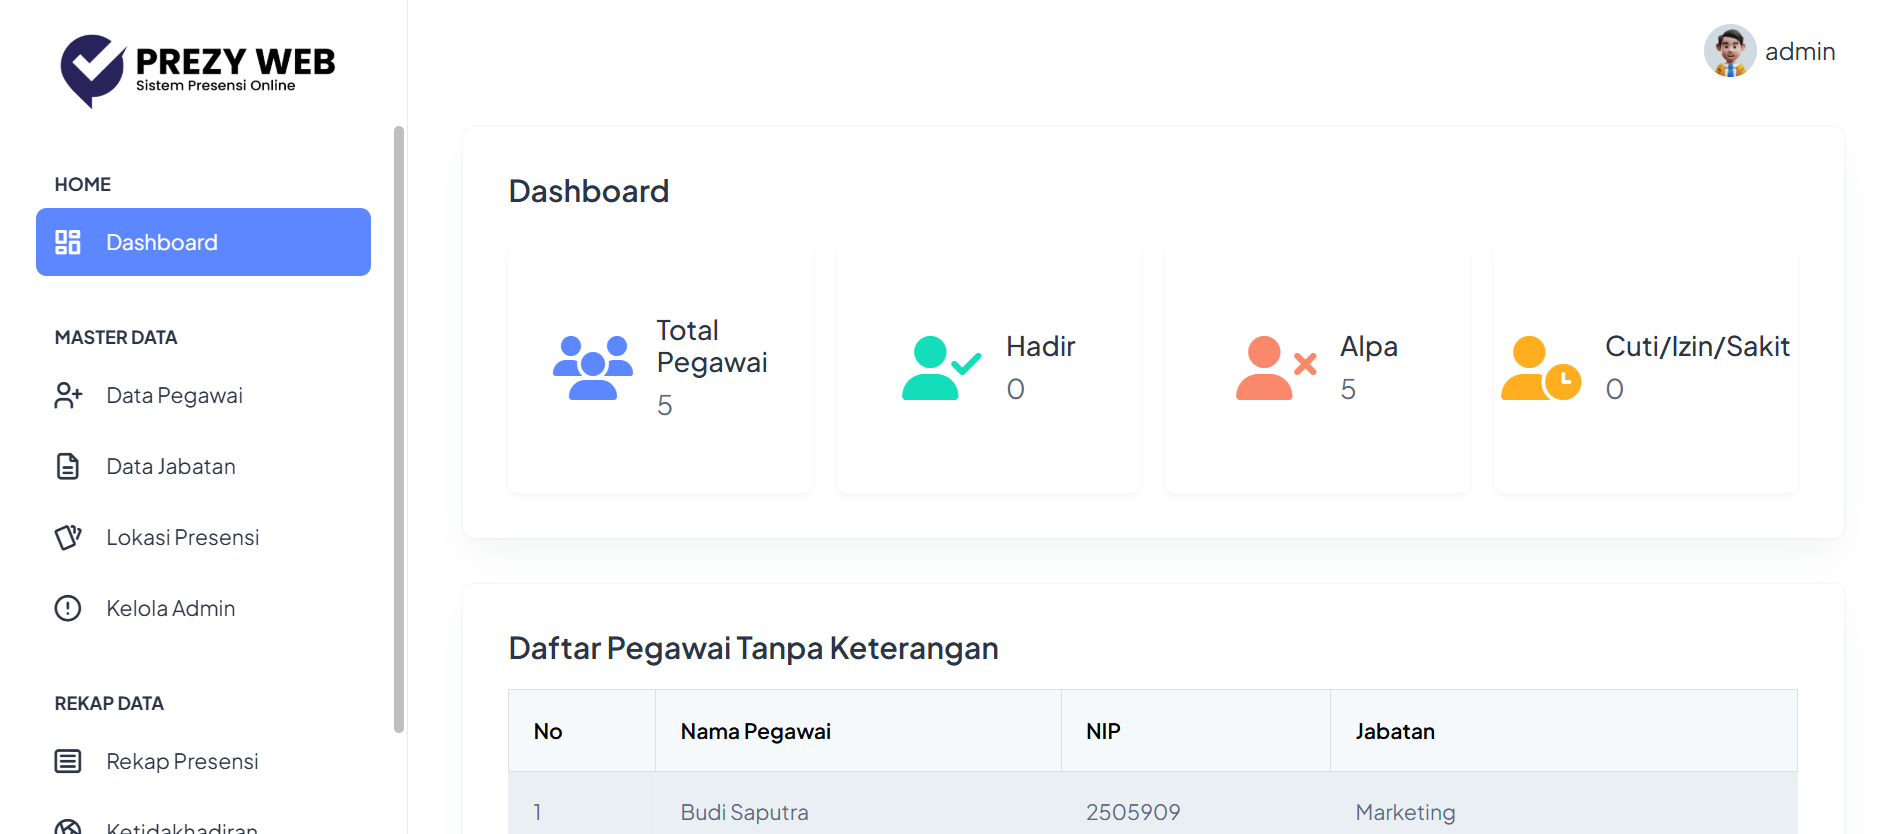 PREZY WEB
Sistem Presensi Online
admin
HOME
Dashboard
MASTER DATA
Data Pegawai
Data Jabatan
Lokasi Presensi
Kelola Admin
REKAP DATA
Rekap Presensi
Ketidakhadiran
Dashboard
Total
Pegawai
5
Hadir
0
Alpa
5
Cuti/Izin/Sakit
0
Daftar Pegawai Tanpa Keterangan
No Nama Pegawai NIP Jabatan
1 Budi Saputra 2505909 Marketing